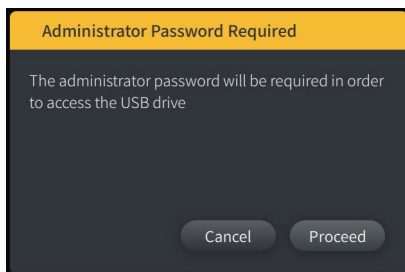 Administrator Password Required
The administrator password will be required in order
to access the USB drive
Cancel Proceed